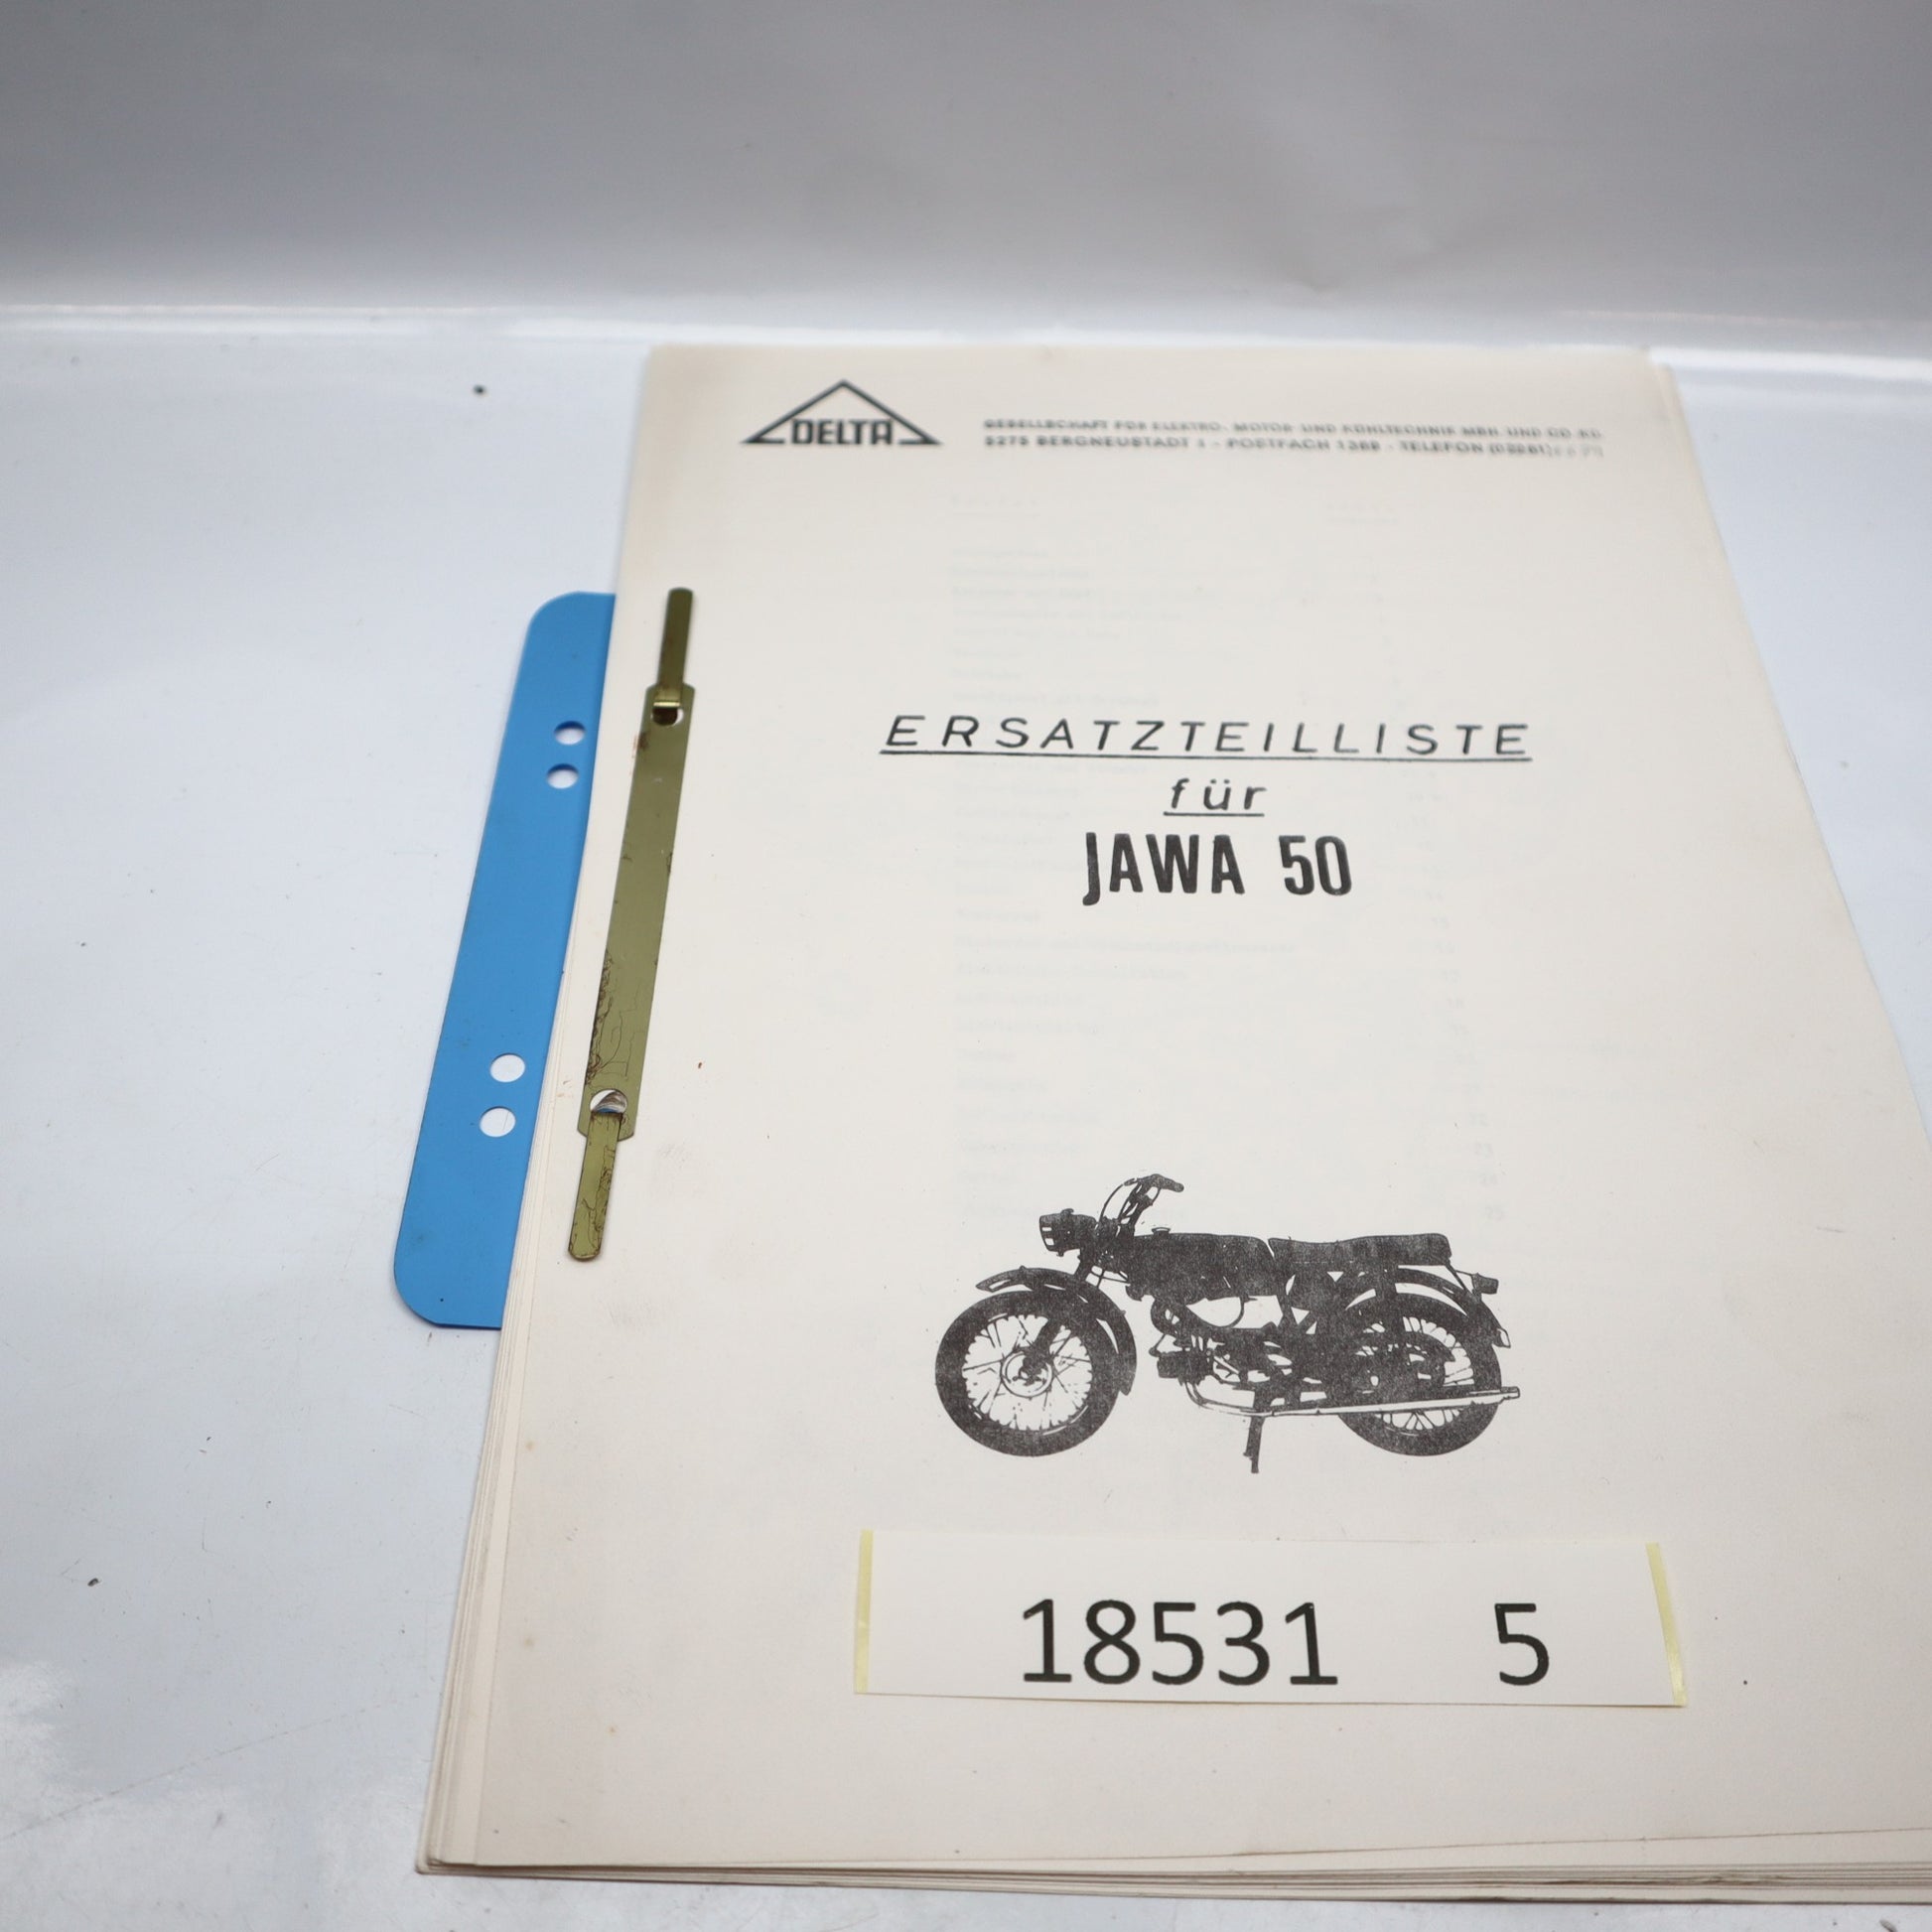 DELTA
GESELLSCHAFT FÜR ELEKTRO- MOTOR- UND KÜHLTECHNIK MBH UND CO KG
5275 BERGNEUSTADT 1 - POSTFACH - TELEFON
ERSATZTEILLISTE
für
JAWA 50
18531 5